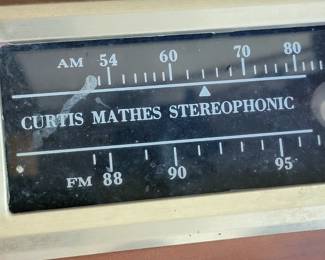 AM 54 60 70 80
CURTIS MATHES STEREOPHONIC
FM 88 90 95